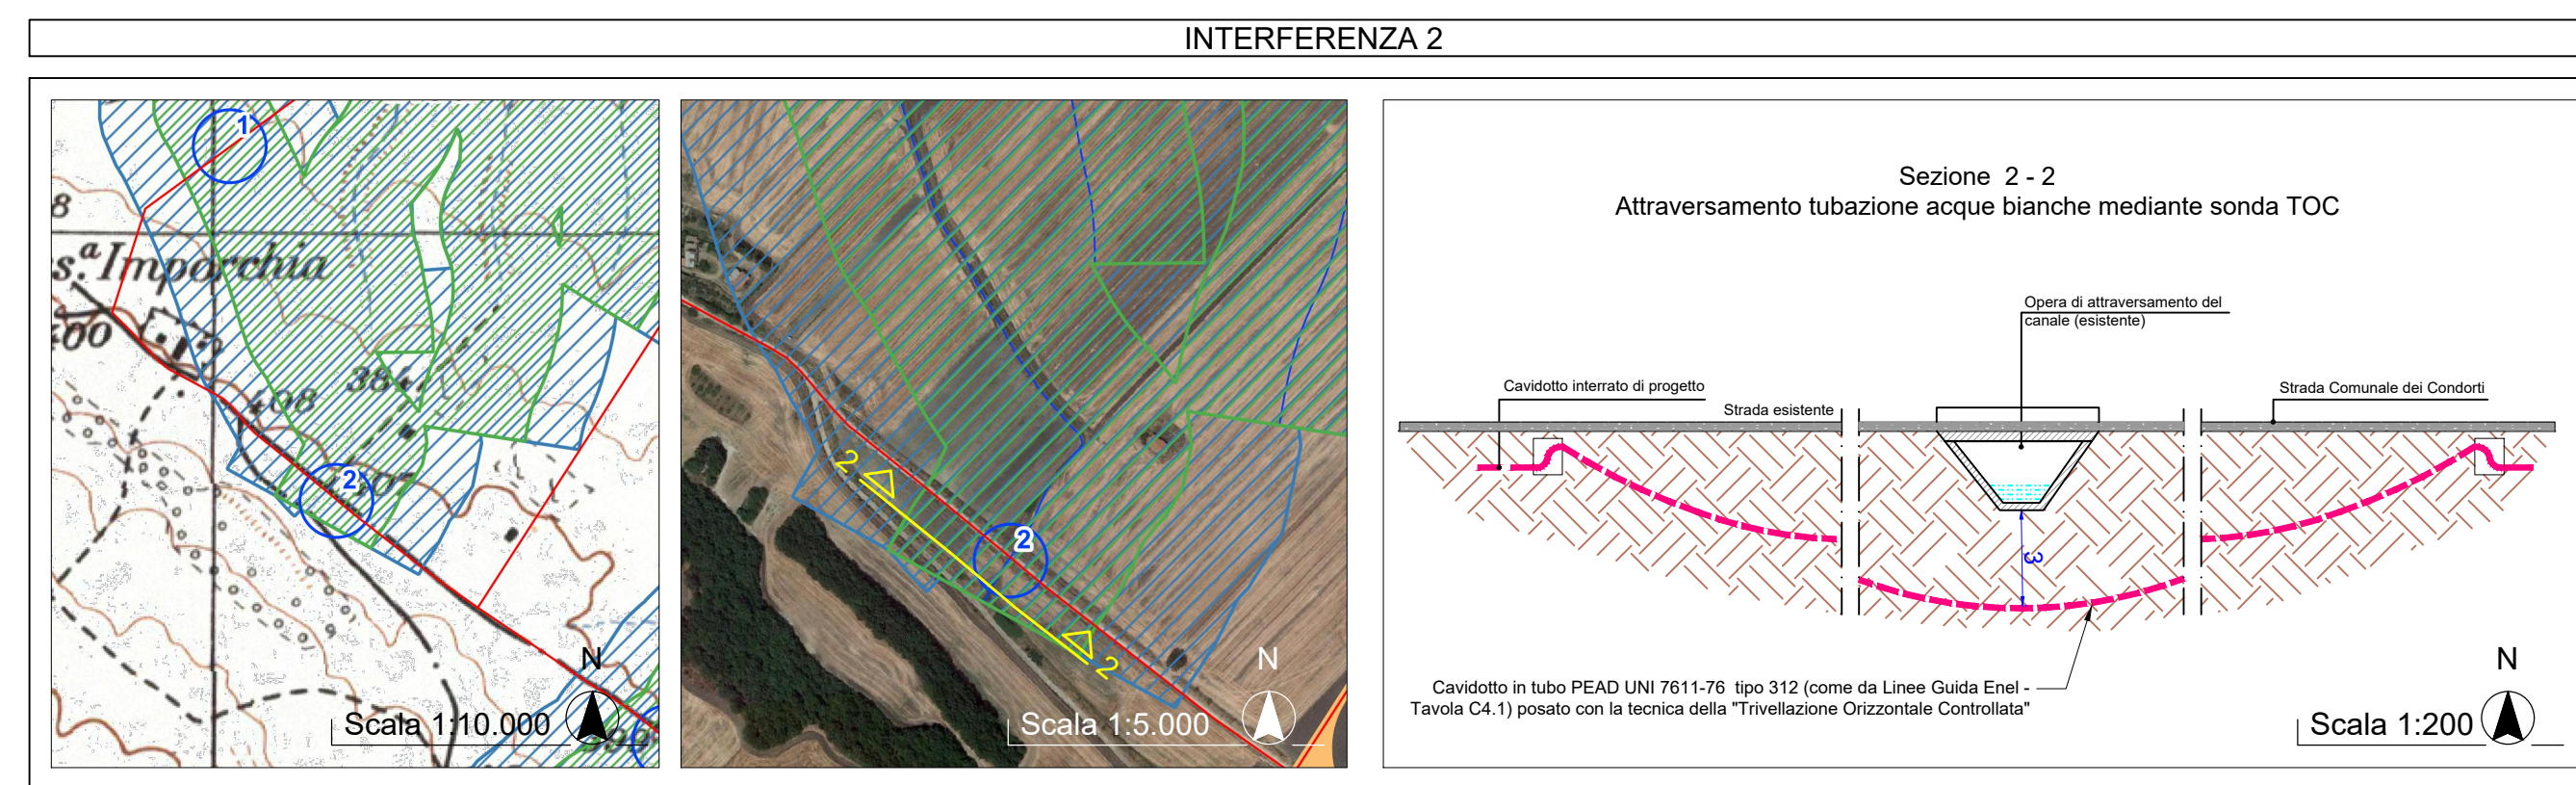 INTERFERENZA 2
1
8
s.ª Imparchia
400
384
408
2
N
Scala 1:10.000
2
2
2
N
Scala 1:5.000
Sezione 2 - 2
Attraversamento tubazione acque bianche mediante sonda TOC
Opera di attraversamento del
canale (esistente)
Cavidotto interrato di progetto
Strada esistente
Strada Comunale dei Condorti
3
Cavidotto in tubo PEAD UNI 7611-76 tipo 312 (come da Linee Guida Enel -
Tavola C4.1) posato con la tecnica della "Trivellazione Orizzontale Controllata"
N
Scala 1:200